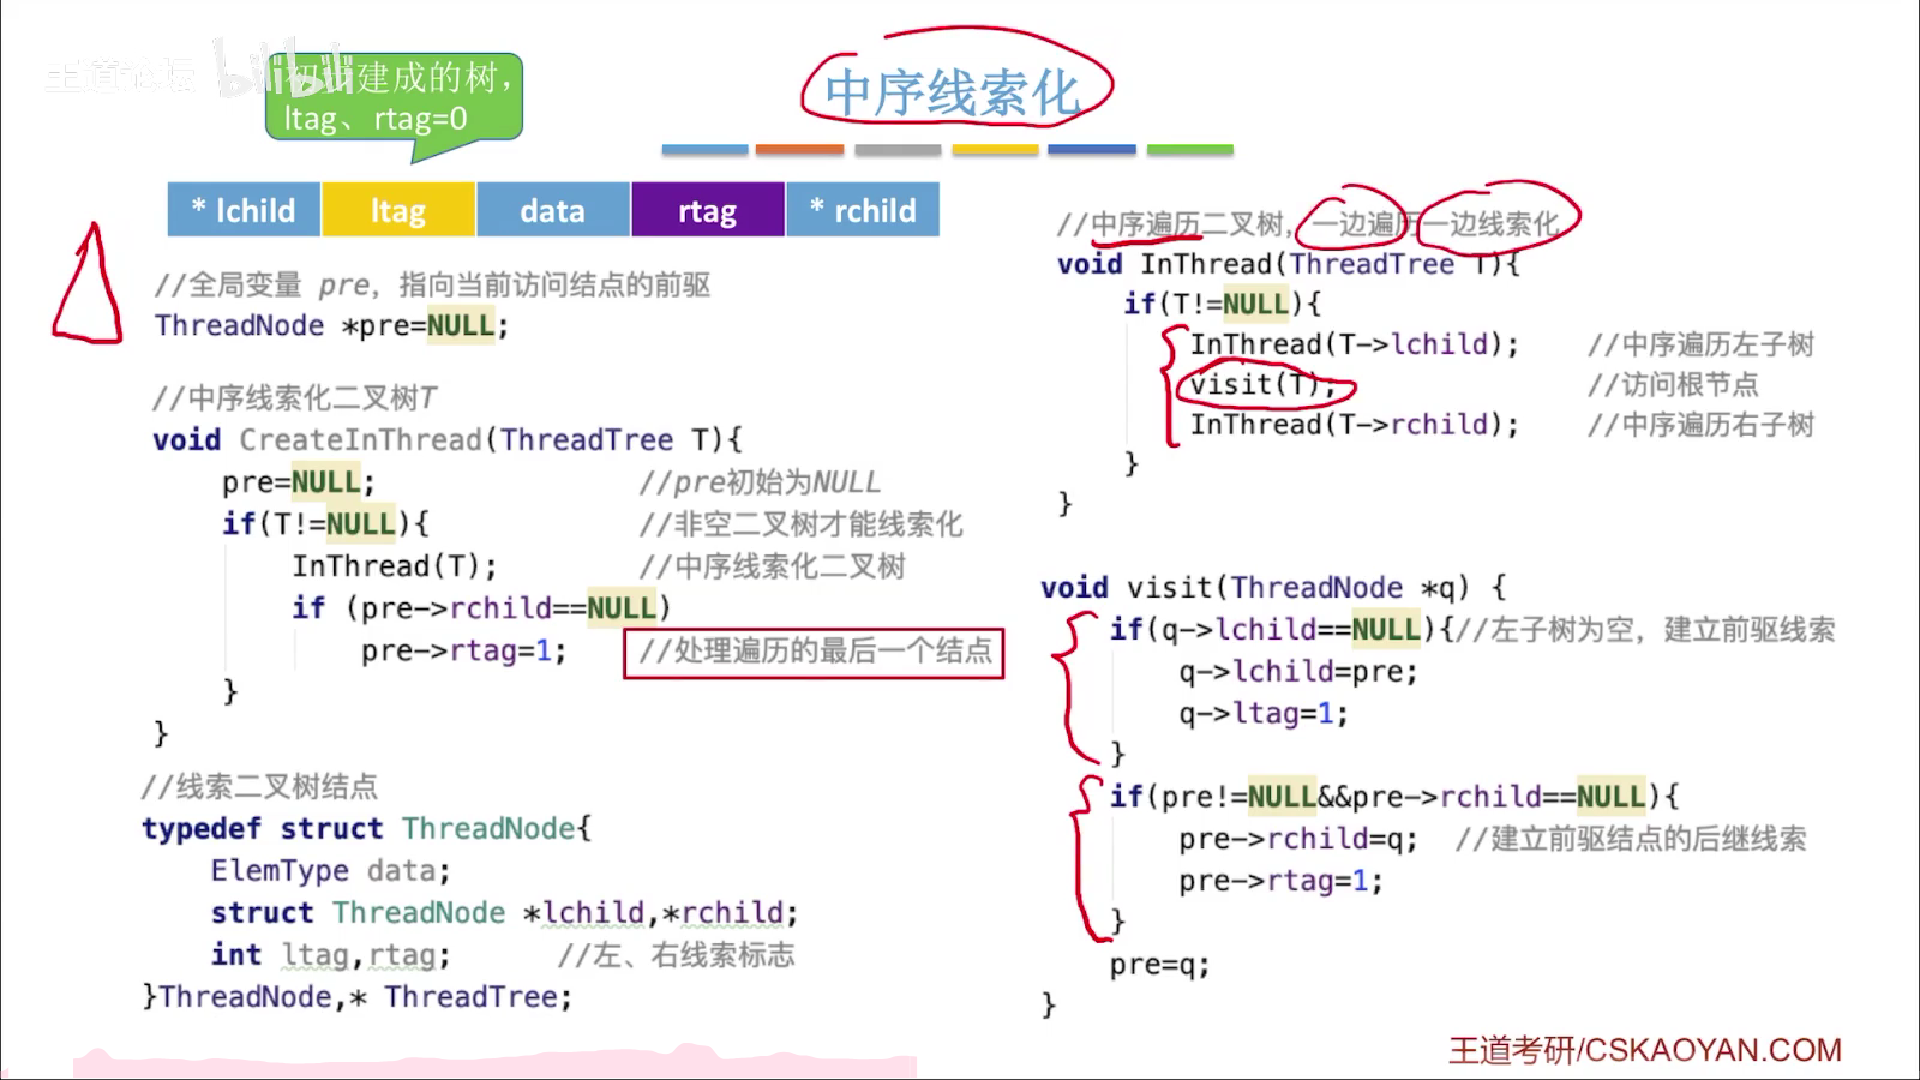 王道论坛 bilibili
初步建成的树，
ltag、rtag=0
中序线索化
* lchild ltag data rtag * rchild
//全局变量 pre，指向当前访问结点的前驱
ThreadNode *pre=NULL;
//中序线索化二叉树T
void CreateInThread(ThreadTree T){
pre=NULL; //pre初始为NULL
if(T!=NULL){ //非空二叉树才能线索化
InThread(T); //中序线索化二叉树
if (pre->rchild==NULL)
pre->rtag=1; //处理遍历的最后一个结点
}
}
//线索二叉树结点
typedef struct ThreadNode{
ElemType data;
struct ThreadNode *lchild,*rchild;
int ltag,rtag; //左、右线索标志
}ThreadNode,* ThreadTree;
//中序遍历二叉树，一边遍历一边线索化
void InThread(ThreadTree T){
if(T!=NULL){
InThread(T->lchild); //中序遍历左子树
visit(T); //访问根节点
InThread(T->rchild); //中序遍历右子树
}
}
void visit(ThreadNode *q) {
if(q->lchild==NULL){//左子树为空，建立前驱线索
q->lchild=pre;
q->ltag=1;
}
if(pre!=NULL&&pre->rchild==NULL){
pre->rchild=q; //建立前驱结点的后继线索
pre->rtag=1;
}
pre=q;
}
王道考研/CSKAOYAN.COM